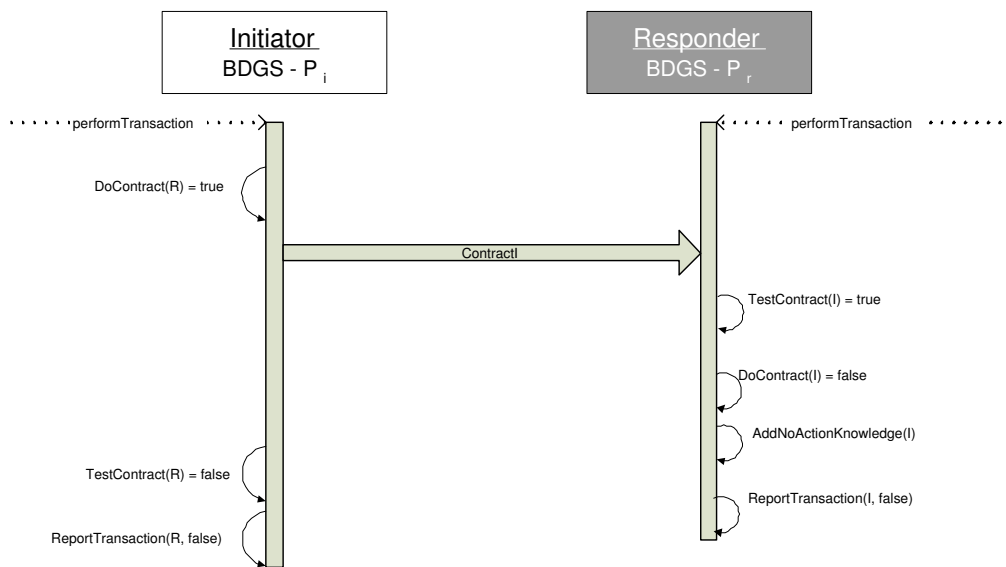 Initiator
BDGS - P i
Responder
BDGS - P r
performTransaction
performTransaction
DoContract(R) = true
ContractI
TestContract(I) = true
DoContract(I) = false
AddNoActionKnowledge(I)
TestContract(R) = false
ReportTransaction(I, false)
ReportTransaction(R, false)